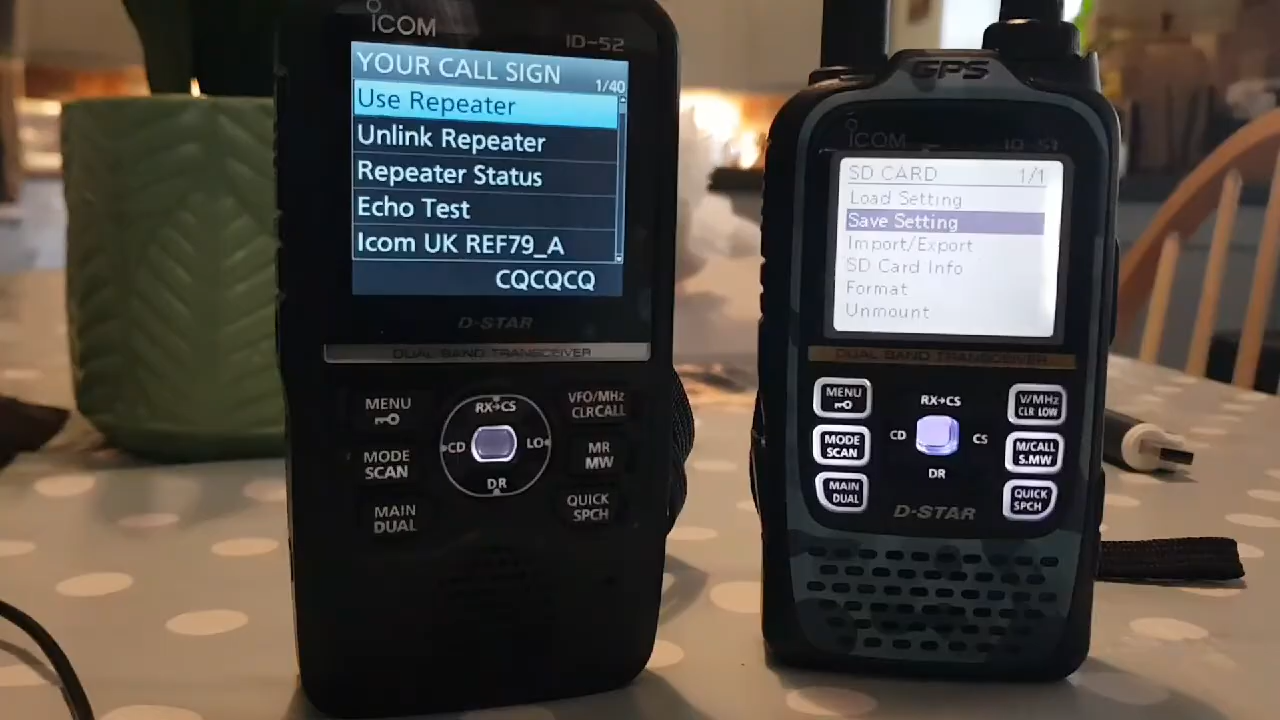 ICOM
ID-52
YOUR CALL SIGN
1/40
Use Repeater
Unlink Repeater
Repeater Status
Echo Test
Icom UK REF79_A
CQCQCQ
D-STAR
DUAL BAND TRANSCEIVER
MENU
RX→CS
VFO/MHz
CLR CALL
MODE
SCAN
CD
LO
MR
MW
MAIN
DUAL
DR
QUICK
SPCH
GPS
ICOM
ID-51
SD CARD
1/1
Load Setting
Save Setting
Import/Export
SD Card Info
Format
Unmount
DUAL BAND TRANSCEIVER
MENU
RX→CS
V/MHz
CLR LOW
MODE
SCAN
CD
CS
M/CALL
S.MW
MAIN
DUAL
DR
QUICK
SPCH
D-STAR